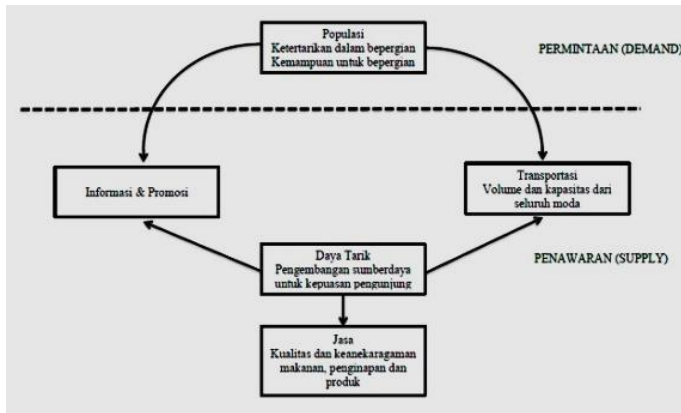 Populasi
Ketertarikan dalam bepergian
Kemampuan untuk bepergian
PERMINTAAN (DEMAND)
Informasi & Promosi
Transportasi
Volume dan kapasitas dari
seluruh moda
Daya Tarik
Pengembangan sumberdaya
untuk kepuasan pengunjung
PENAWARAN (SUPPLY)
Jasa
Kualitas dan keanekaragaman
makanan, penginapan dan
produk